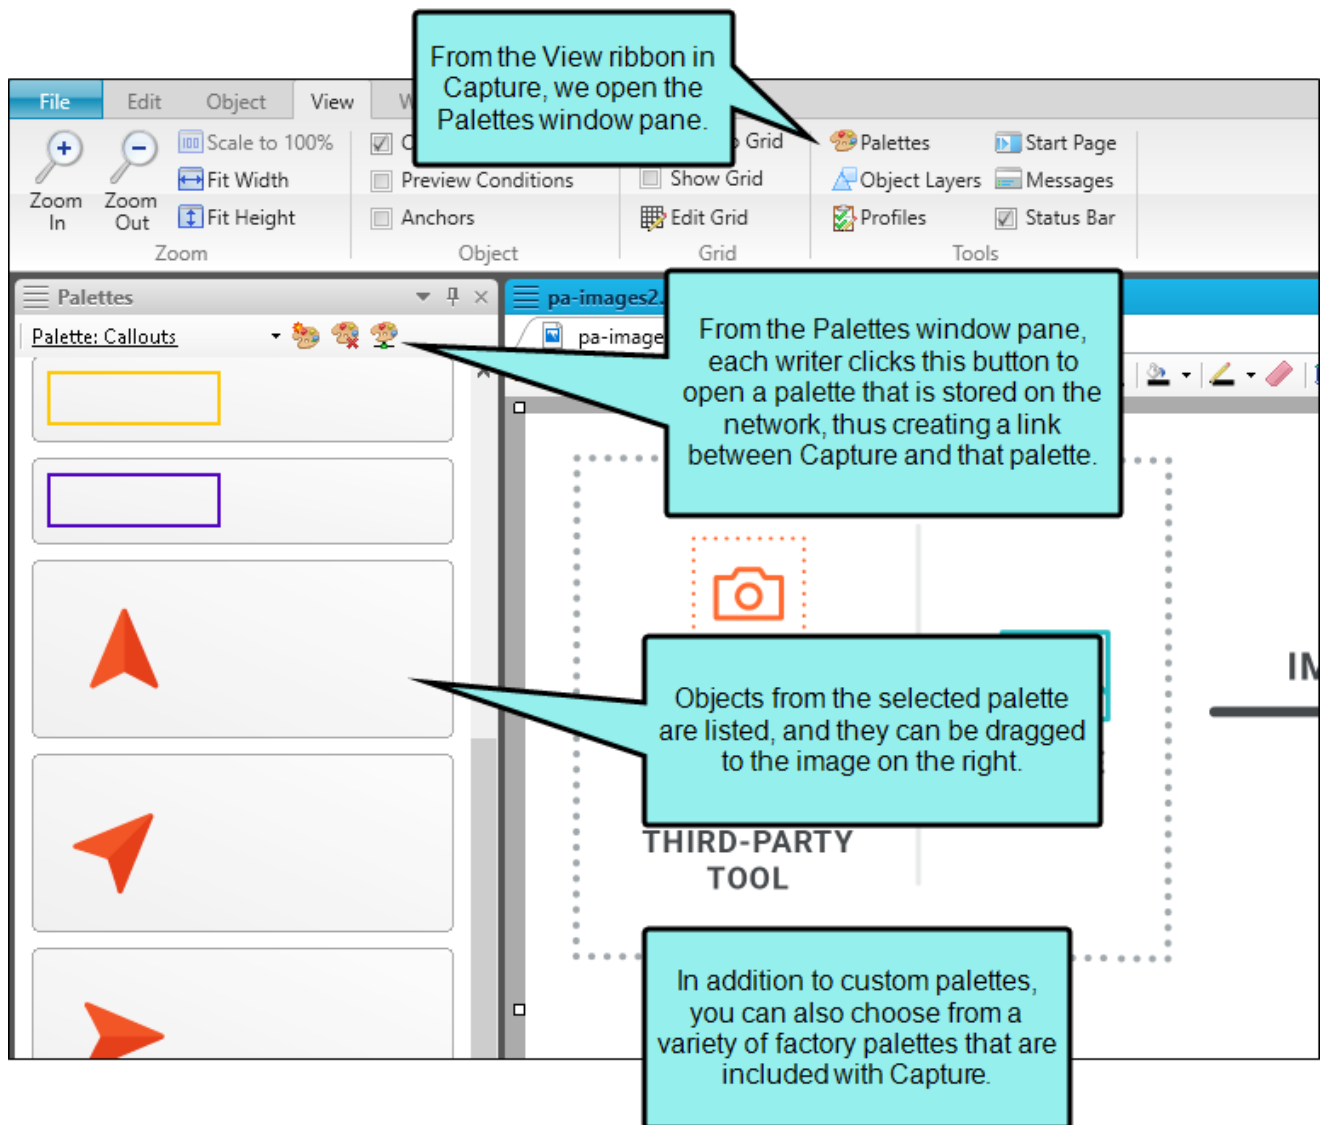 From the View ribbon in
Capture, we open the
Palettes window pane.
File Edit Object View W
Scale to 100%
Fit Width
Fit Height
Zoom
In
Zoom
Out
Zoom
Preview Conditions
Anchors
Object
Grid
Show Grid
Edit Grid
Grid
Palettes
Object Layers
Profiles
Start Page
Messages
Status Bar
Tools
Palettes
Palette: Callouts
pa-images2.
pa-image
From the Palettes window pane,
each writer clicks this button to
open a palette that is stored on the
network, thus creating a link
between Capture and that palette.
Objects from the selected palette
are listed, and they can be dragged
to the image on the right.
THIRD-PARTY
TOOL
In addition to custom palettes,
you can also choose from a
variety of factory palettes that are
included with Capture.